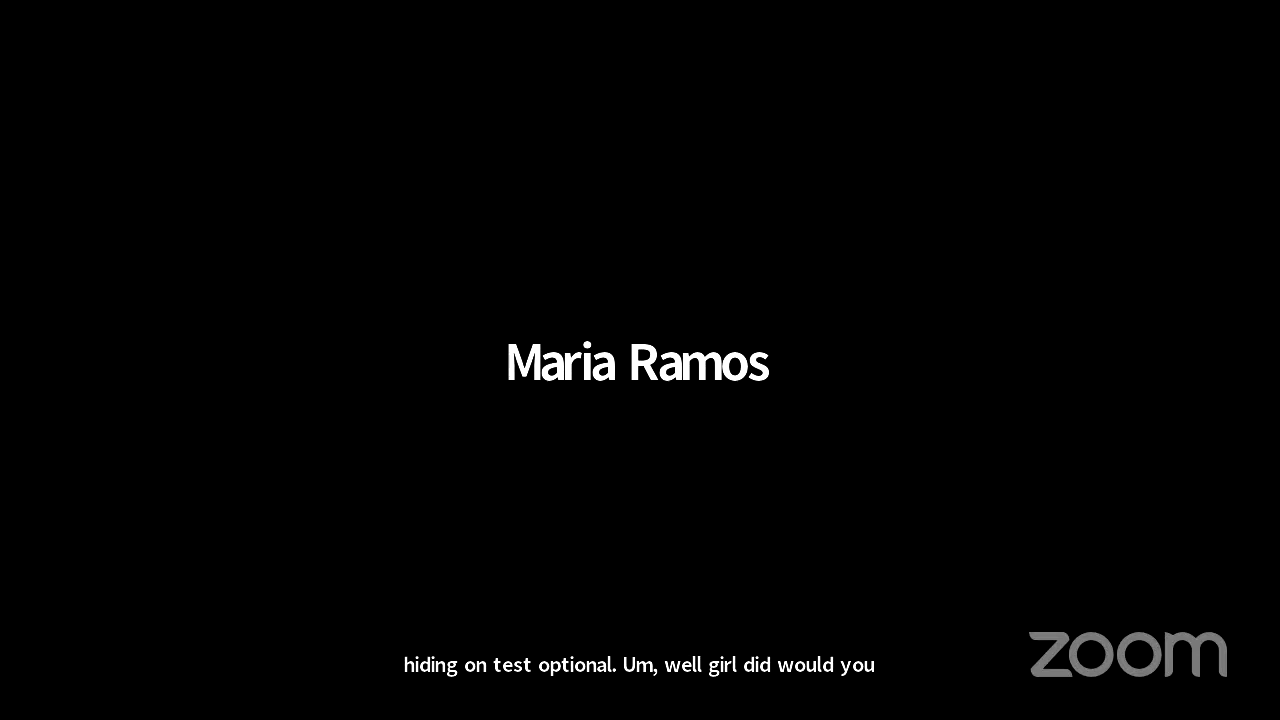 Maria Ramos
hiding on test optional. Um, well girl did would you
zoom